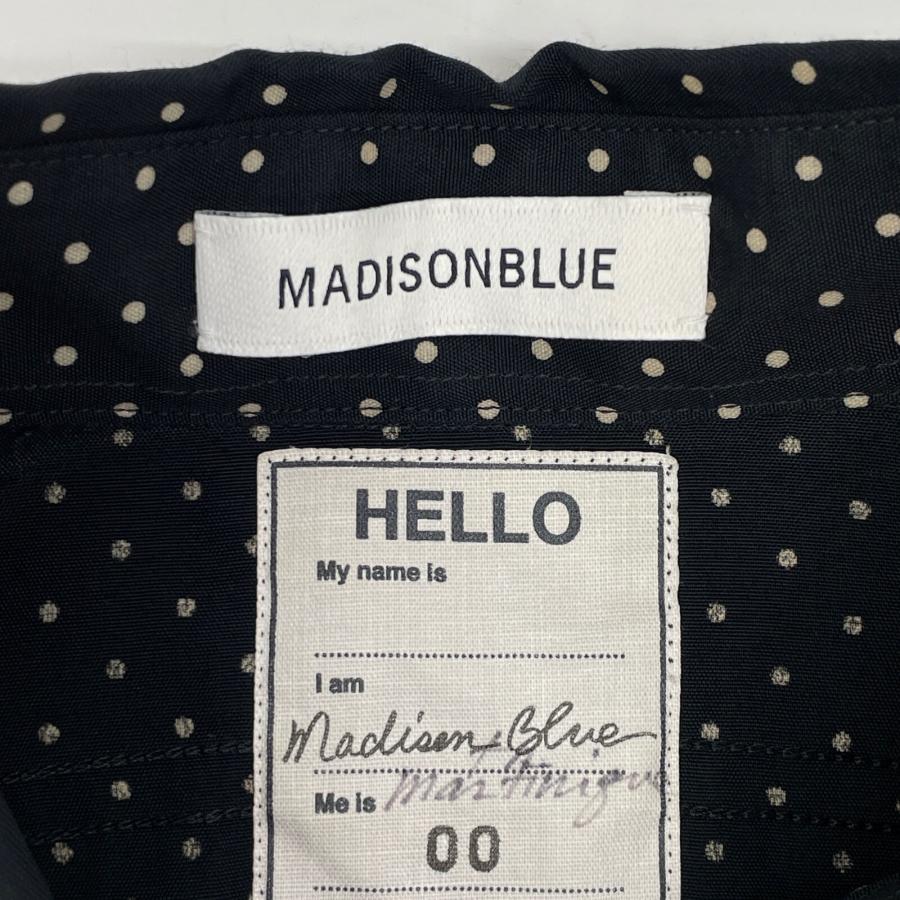 MADISONBLUE
HELLO
My name is
I am
Madison Blue
martinique
Me is
00